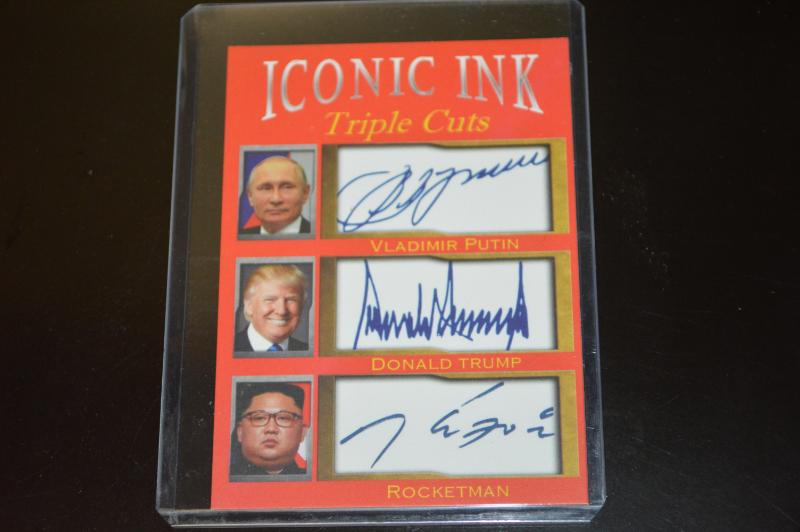 ICONIC INK
Triple Cuts
VLADIMIR PUTIN
DONALD TRUMP
ROCKETMAN